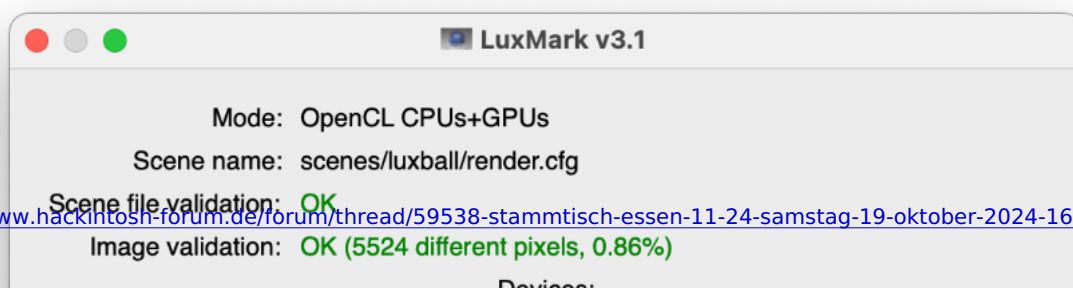 LuxMark v3.1
Mode: OpenCL CPUs+GPUs
Scene name: scenes/luxball/render.cfg
Scene file validation: OK
ww.hackintosh-forum.de/forum/thread/59538-stammtisch-essen-11-24-samstag-19-oktober-2024-16
Image validation: OK (5524 different pixels, 0.86%)
Devices: